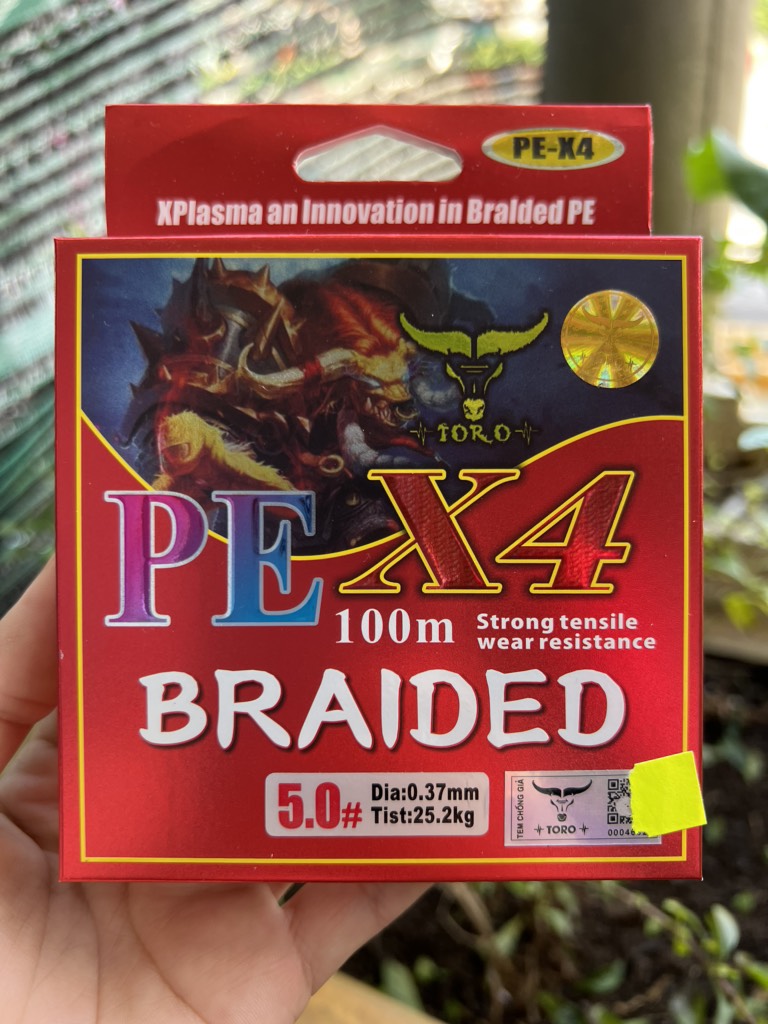 PE-X4
XPlasma an Innovation in Bralded PE
TORO
PE X4
100m
Strong tensile
wear resistance
BRAIDED
5.0#
Dia:0.37mm
Tist:25.2kg
TEM CHỐNG GIẢ
TORO